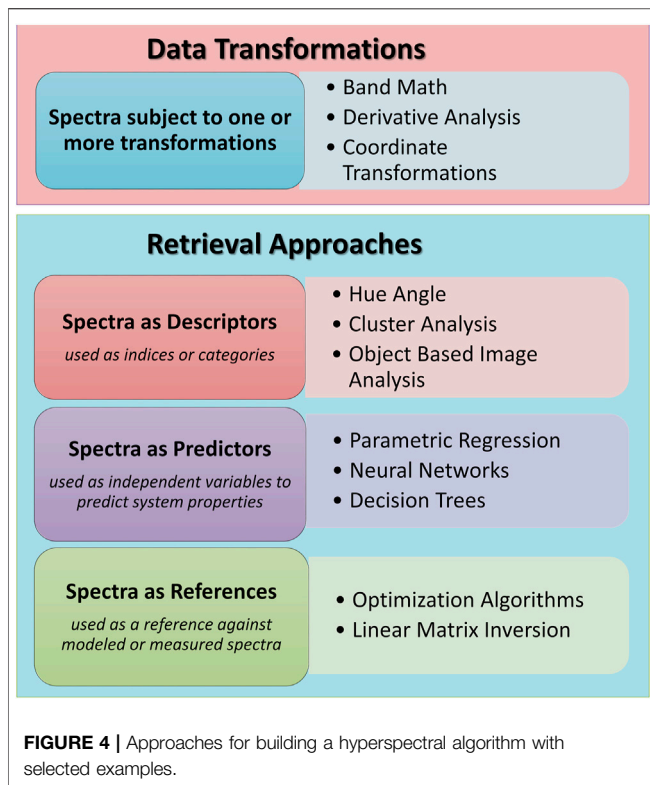 Data Transformations
Spectra subject to one or
more transformations
• Band Math
• Derivative Analysis
• Coordinate
Transformations
Retrieval Approaches
Spectra as Descriptors
used as indices or categories
• Hue Angle
• Cluster Analysis
• Object Based Image
Analysis
Spectra as Predictors
used as independent variables to
predict system properties
• Parametric Regression
• Neural Networks
• Decision Trees
Spectra as References
used as a reference against
modeled or measured spectra
• Optimization Algorithms
• Linear Matrix Inversion
FIGURE 4 | Approaches for building a hyperspectral algorithm with
selected examples.